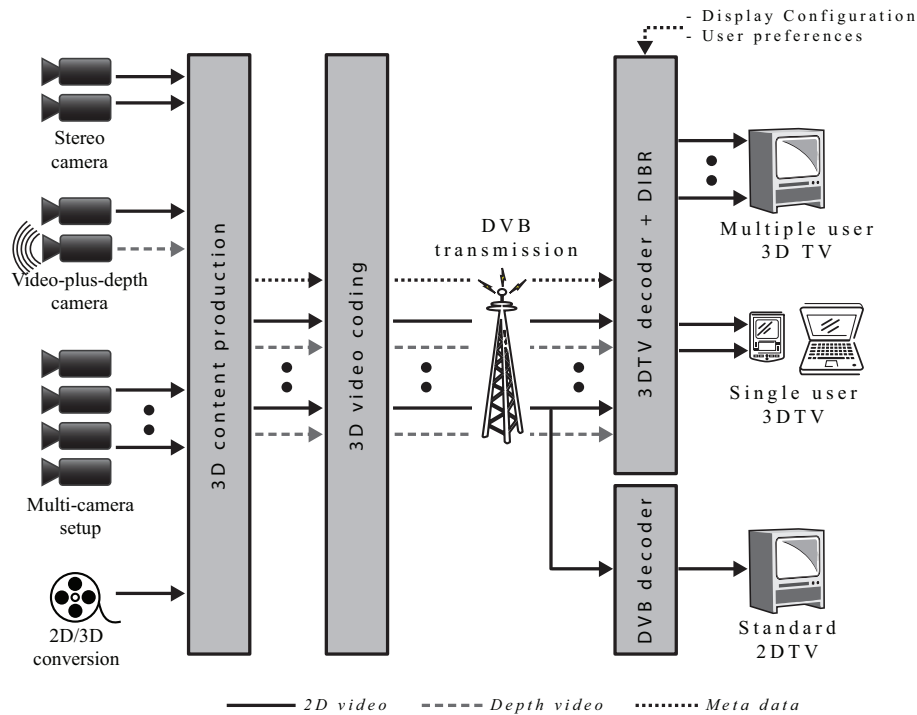 - Display Configuration
- User preferences
Stereo
camera
Video-plus-depth
camera
Multi-camera
setup
2D/3D
conversion
3D content production
3D video coding
DVB
transmission
3DTV decoder + DIBR
DVB decoder
Multiple user
3D TV
Single user
3DTV
Standard
2DTV
2D video
Depth video
Meta data